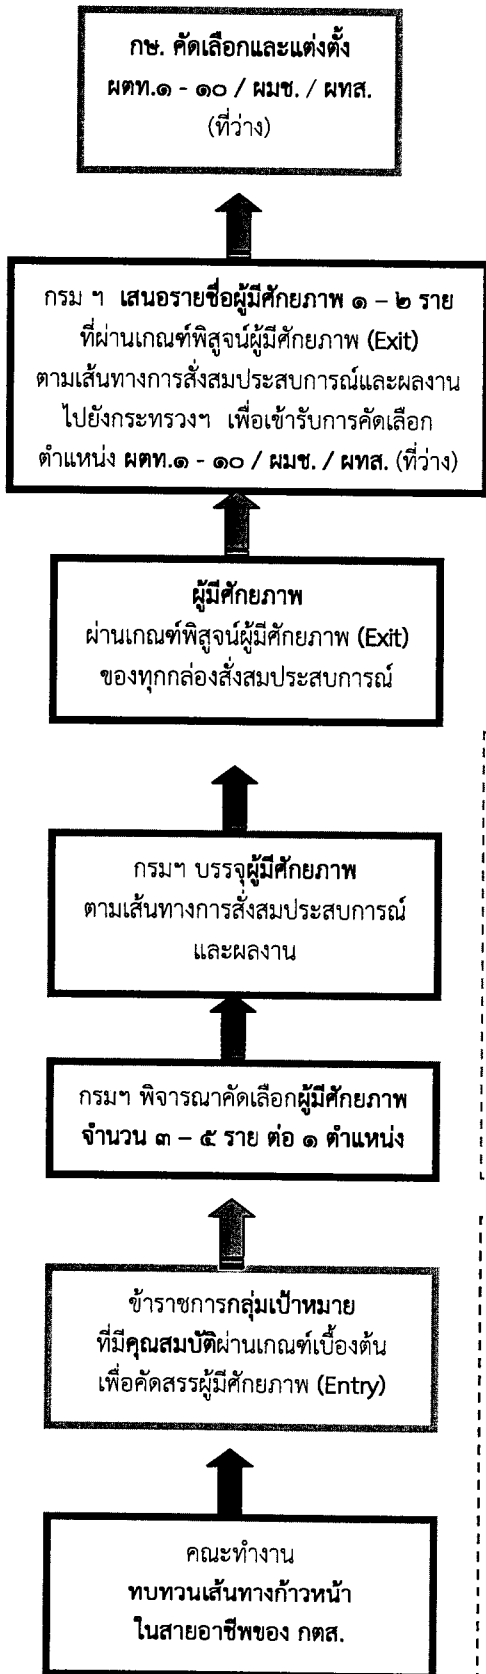 กษ. คัดเลือกและแต่งตั้ง
ผตท.๑ - ๑๐ / ผมช. / ผทส.
(ที่ว่าง)
กรม ฯ เสนอรายชื่อผู้มีศักยภาพ ๑ – ๒ ราย
ที่ผ่านเกณฑ์พิสูจน์ผู้มีศักยภาพ (Exit)
ตามเส้นทางการสั่งสมประสบการณ์และผลงาน
ไปยังกระทรวงฯ เพื่อเข้ารับการคัดเลือก
ตำแหน่ง ผตท.๑ - ๑๐ / ผมช. / ผทส. (ที่ว่าง)
ผู้มีศักยภาพ
ผ่านเกณฑ์พิสูจน์ผู้มีศักยภาพ (Exit)
ของทุกกล่องสั่งสมประสบการณ์
กรมฯ บรรจุผู้มีศักยภาพ
ตามเส้นทางการสั่งสมประสบการณ์
และผลงาน
กรมฯ พิจารณาคัดเลือกผู้มีศักยภาพ
จำนวน ๓ – ๕ ราย ต่อ ๑ ตำแหน่ง
ข้าราชการกลุ่มเป้าหมาย
ที่มีคุณสมบัติผ่านเกณฑ์เบื้องต้น
เพื่อคัดสรรผู้มีศักยภาพ (Entry)
คณะทำงาน
ทบทวนเส้นทางก้าวหน้า
ในสายอาชีพของ กตส.